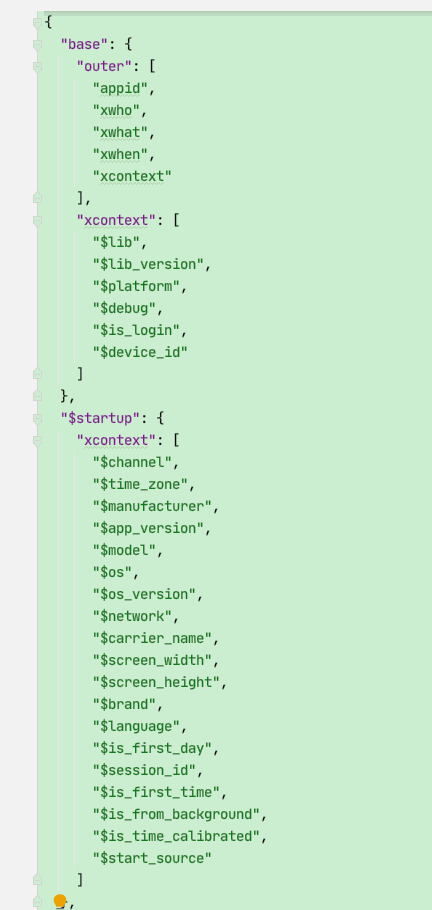 {
"base": {
"outer": [
"appid",
"xwho",
"xwhat",
"xwhen",
"xcontext"
],
"xcontext": [
"$lib",
"$lib_version",
"$platform",
"$debug",
"$is_login",
"$device_id"
]
},
"$startup": {
"xcontext": [
"$channel",
"$time_zone",
"$manufacturer",
"$app_version",
"$model",
"$os",
"$os_version",
"$network",
"$carrier_name",
"$screen_width",
"$screen_height",
"$brand",
"$language",
"$is_first_day",
"$session_id",
"$is_first_time",
"$is_from_background",
"$is_time_calibrated",
"$start_source"
]
},